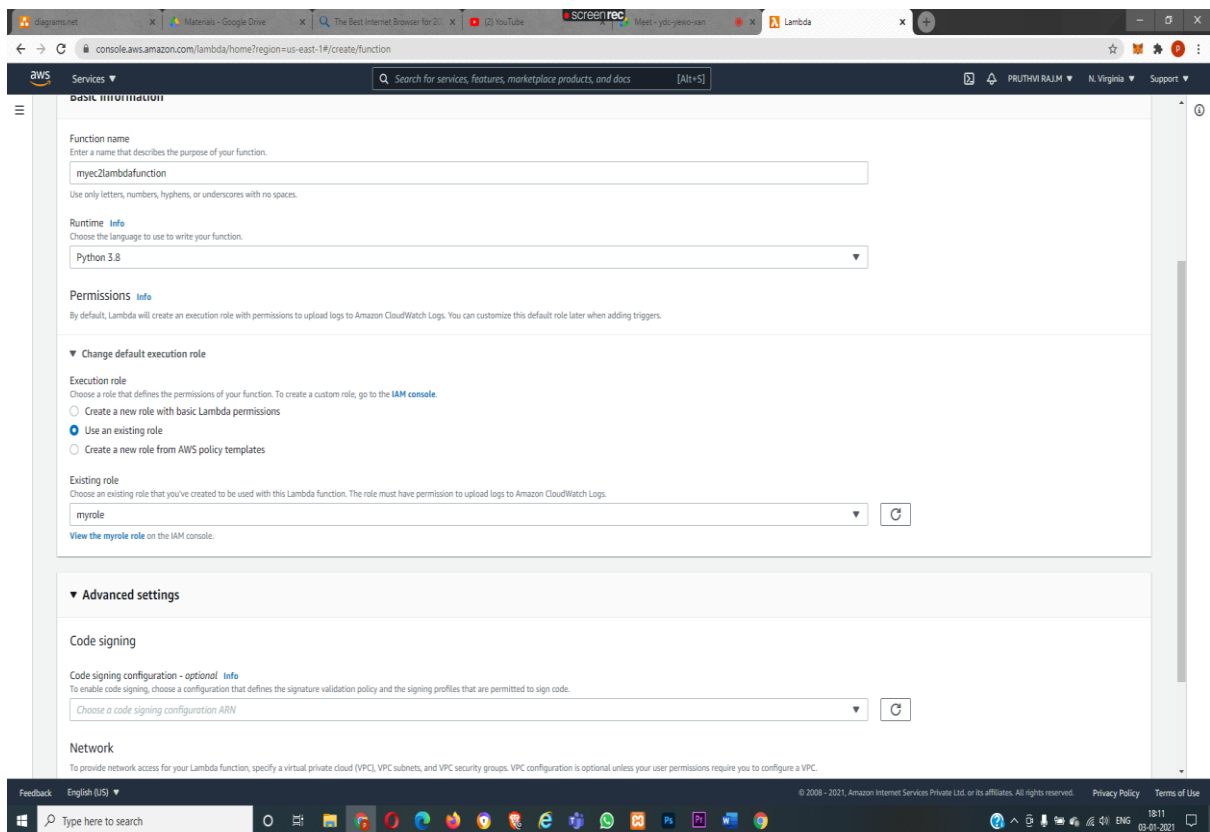 diagrams.net x Materials - Google Drive x The Best Internet Browser for 20 x (2) YouTube screenrec x Meet - ydc-yewo-xan x Lambda x
console.aws.amazon.com/lambda/home?region=us-east-1#/create/function
aws Services ▼ Search for services, features, marketplace products, and docs [Alt+S] PRUTHVI RAJ.M ▼ N. Virginia ▼ Support ▼
Basic information
Function name
Enter a name that describes the purpose of your function.
myec2lambdafunction
Use only letters, numbers, hyphens, or underscores with no spaces.
Runtime Info
Choose the language to use to write your function.
Python 3.8
Permissions Info
By default, Lambda will create an execution role with permissions to upload logs to Amazon CloudWatch Logs. You can customize this default role later when adding triggers.
▼ Change default execution role
Execution role
Choose a role that defines the permissions of your function. To create a custom role, go to the IAM console.
Create a new role with basic Lambda permissions
Use an existing role
Create a new role from AWS policy templates
Existing role
Choose an existing role that you've created to be used with this Lambda function. The role must have permission to upload logs to Amazon CloudWatch Logs.
myrole
View the myrole role on the IAM console.
▼ Advanced settings
Code signing
Code signing configuration - optional Info
To enable code signing, choose a configuration that defines the signature validation policy and the signing profiles that are permitted to sign code.
Choose a code signing configuration ARN
Network
To provide network access for your Lambda function, specify a virtual private cloud (VPC), VPC subnets, and VPC security groups. VPC configuration is optional unless your user permissions require you to configure a VPC.
Feedback English (US) ▼ © 2008 - 2021, Amazon Internet Services Private Ltd. or its affiliates. All rights reserved. Privacy Policy Terms of Use
Type here to search Ps Pr ENG 18:11
03-01-2021